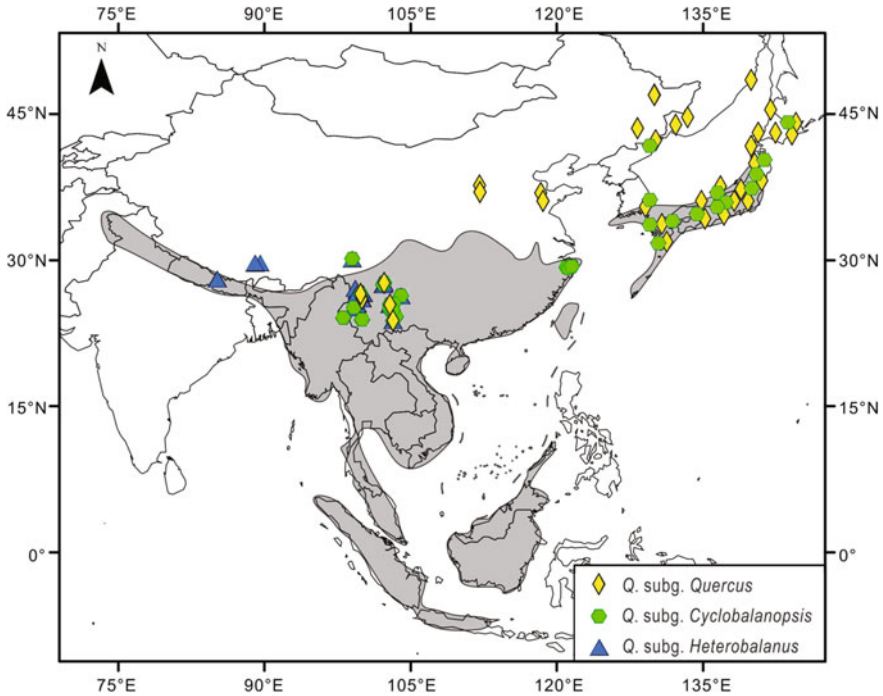 75°E 90°E 105°E 120°E 135°E
N
45°N 45°N
30°N 30°N
15°N 15°N
0° 0°
Q. subg. Quercus
Q. subg. Cyclobalanopsis
Q. subg. Heterobalanus
75°E 90°E 105°E 120°E 135°E